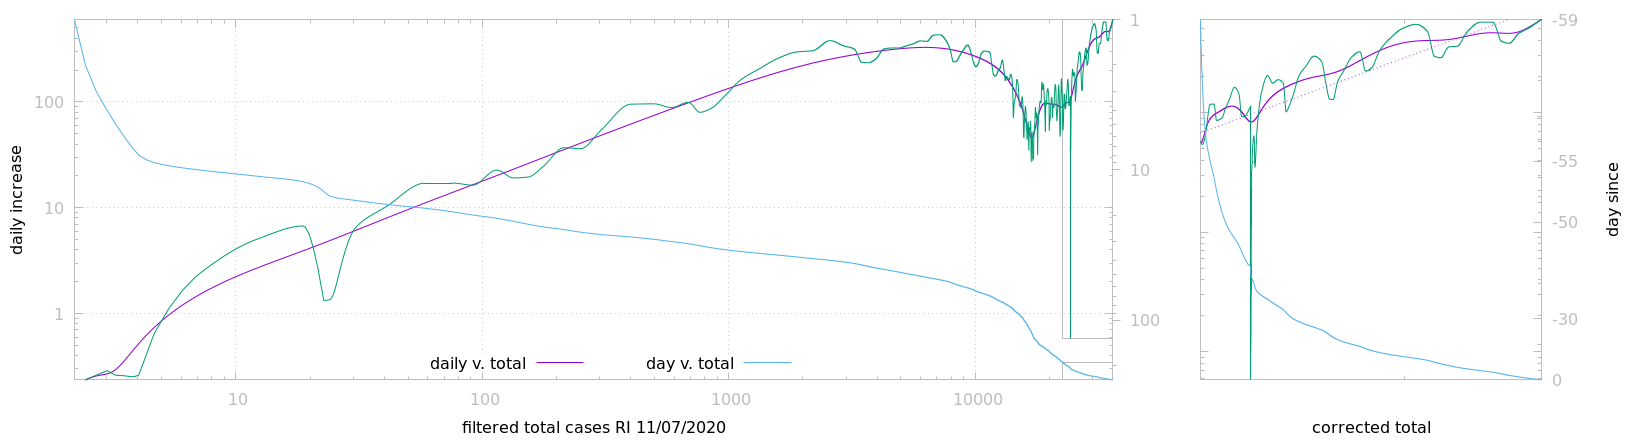 daily increase
100
10
1
daily v. total
day v. total
10
100
1000
10000
filtered total cases RI 11/07/2020
1
10
100
-59
-55
-50
-30
0
day since
corrected total